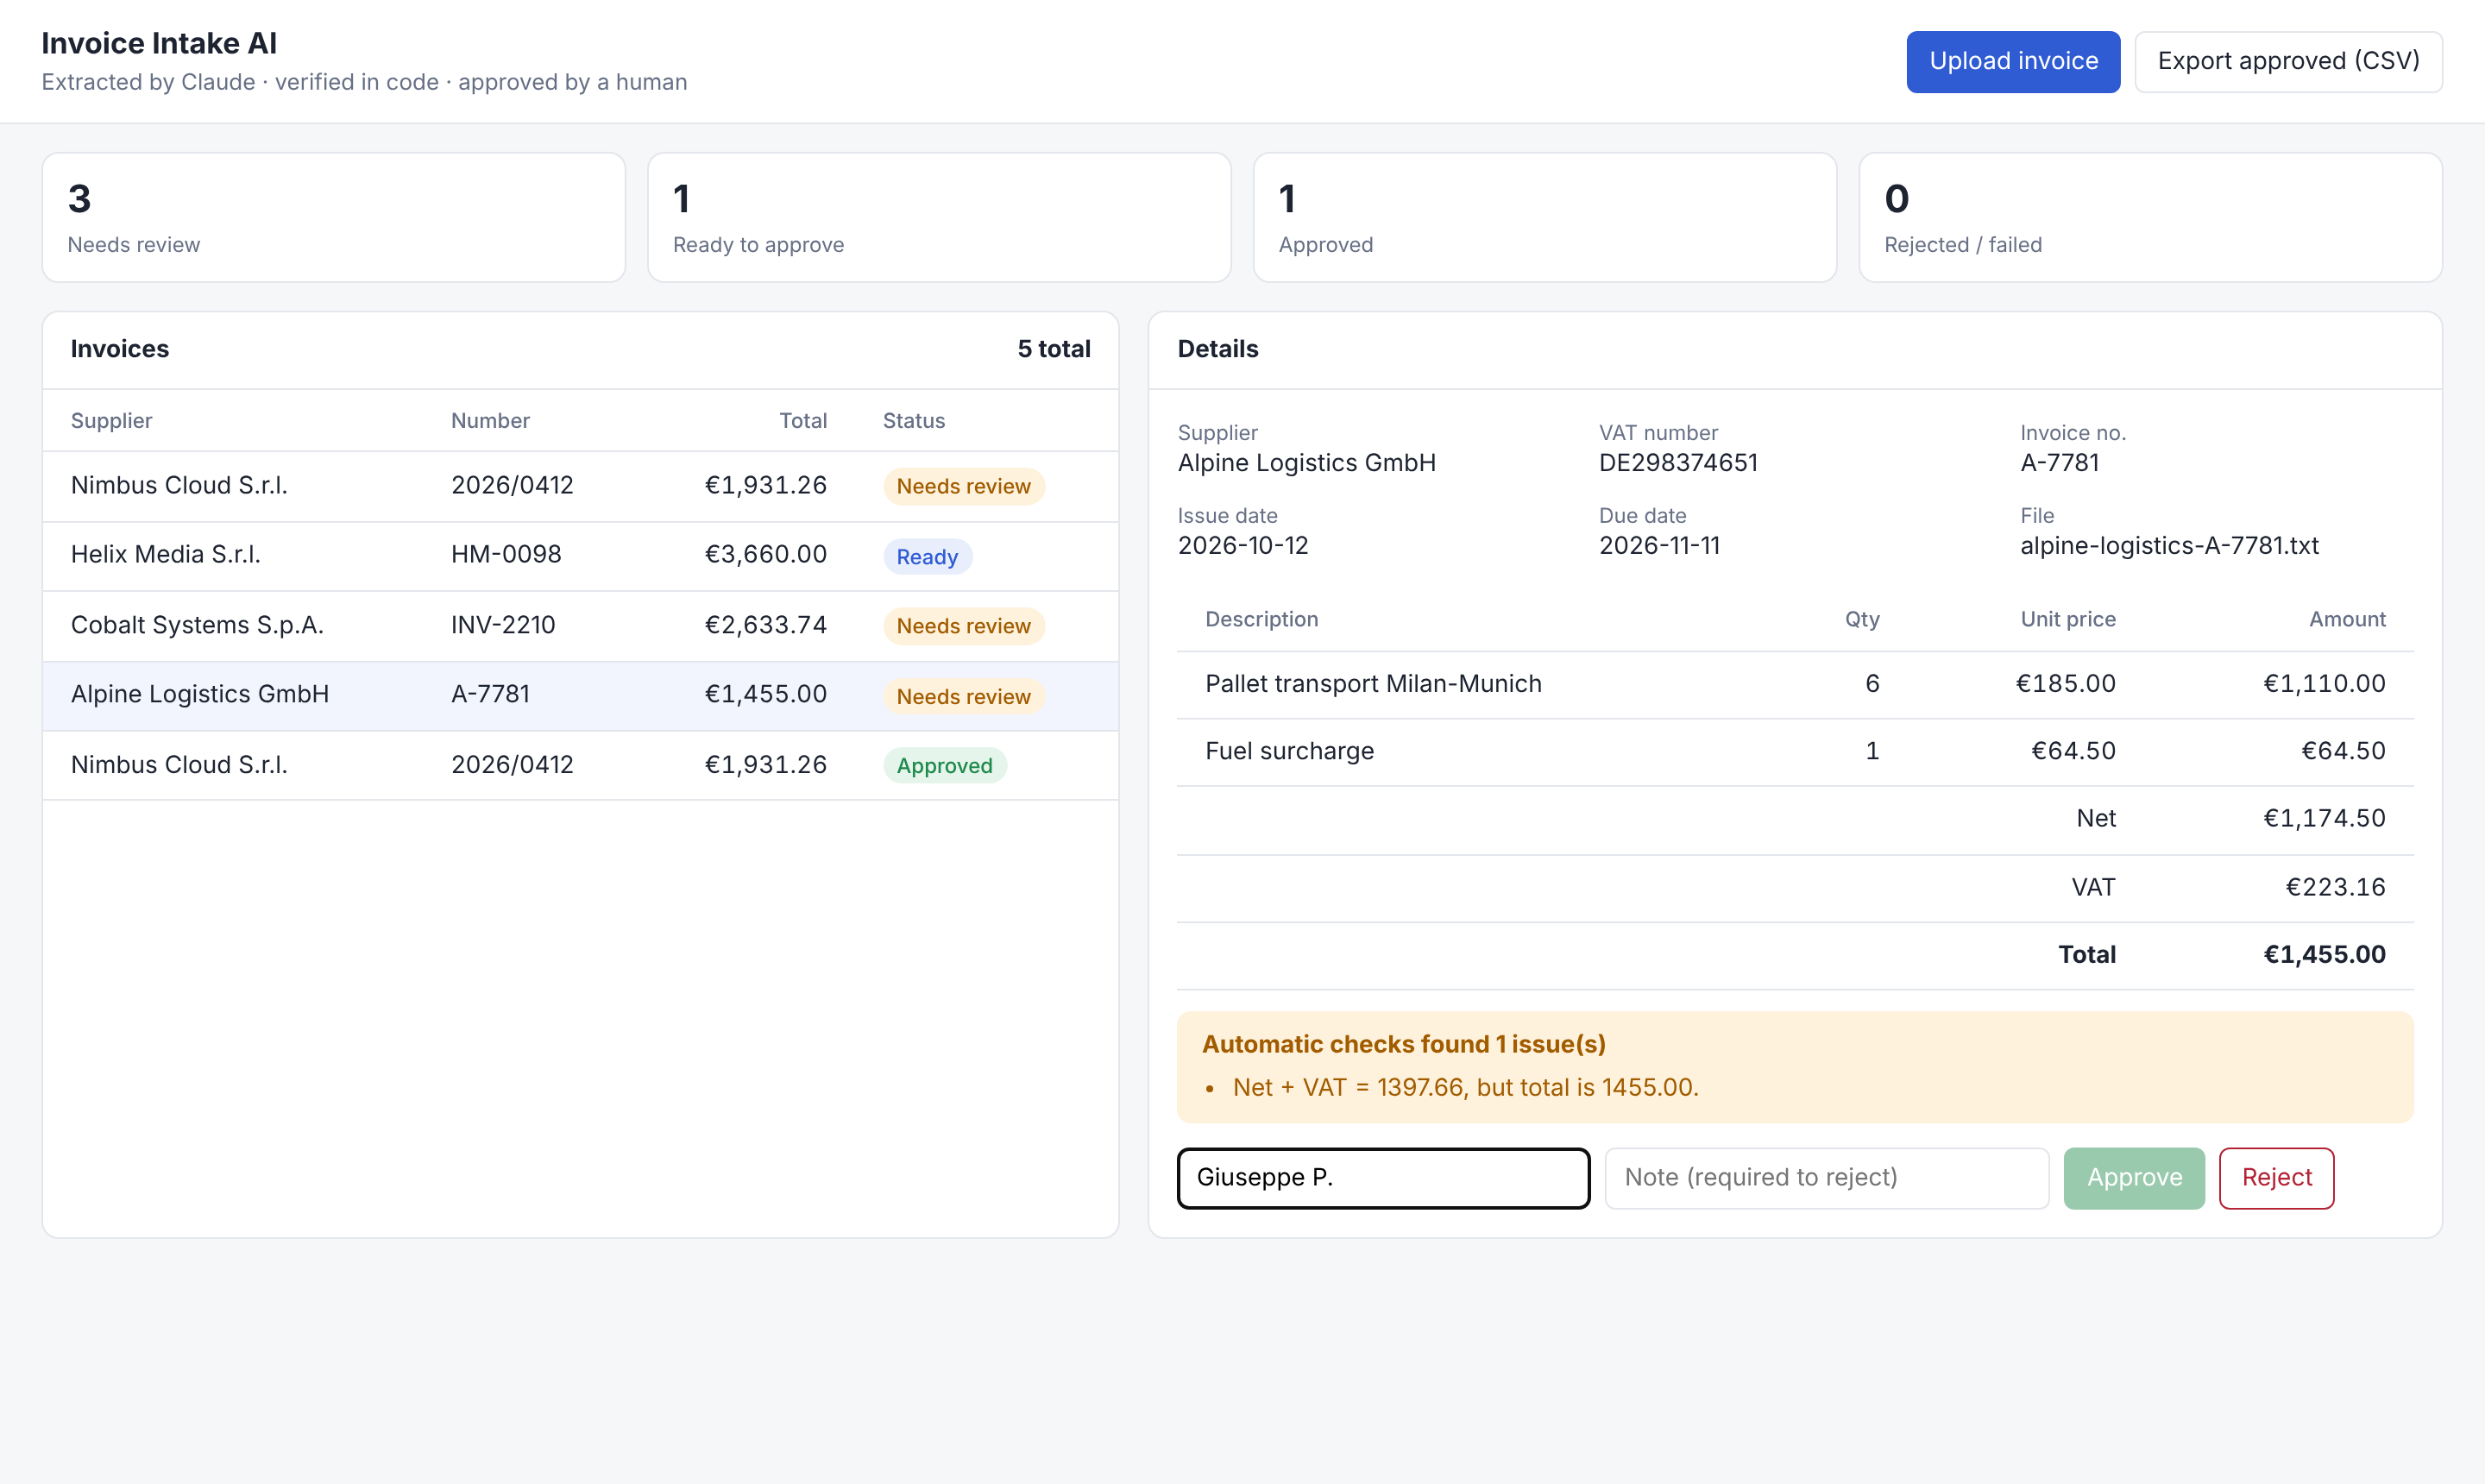 Invoice Intake AI
Extracted by Claude · verified in code · approved by a human
Upload invoice
Export approved (CSV)
3
Needs review
1
Ready to approve
1
Approved
0
Rejected / failed
Invoices 5 total
Supplier Number Total Status
Nimbus Cloud S.r.l. 2026/0412 €1,931.26 Needs review
Helix Media S.r.l. HM-0098 €3,660.00 Ready
Cobalt Systems S.p.A. INV-2210 €2,633.74 Needs review
Alpine Logistics GmbH A-7781 €1,455.00 Needs review
Nimbus Cloud S.r.l. 2026/0412 €1,931.26 Approved
Details
Supplier VAT number Invoice no.
Alpine Logistics GmbH DE298374651 A-7781
Issue date Due date File
2026-10-12 2026-11-11 alpine-logistics-A-7781.txt
Description Qty Unit price Amount
Pallet transport Milan-Munich 6 €185.00 €1,110.00
Fuel surcharge 1 €64.50 €64.50
Net €1,174.50
VAT €223.16
Total €1,455.00
Automatic checks found 1 issue(s)
• Net + VAT = 1397.66, but total is 1455.00.
Giuseppe P. Note (required to reject) Approve Reject